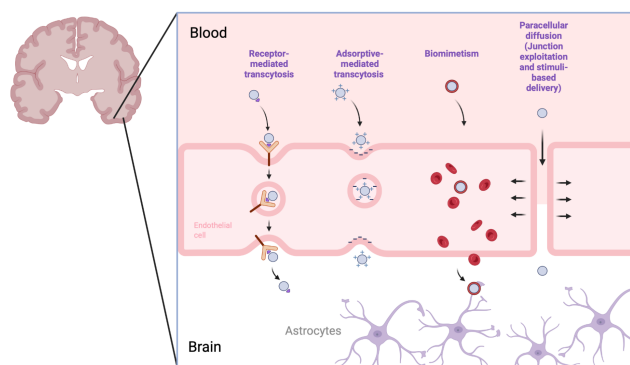 Blood
Receptor-
mediated
transcytosis
Adsorptive-
mediated
transcytosis
Biomimetism
Paracellular
diffusion
(Junction
exploitation
and stimuli-
based
delivery)
Endothelial
cell
Astrocytes
Brain